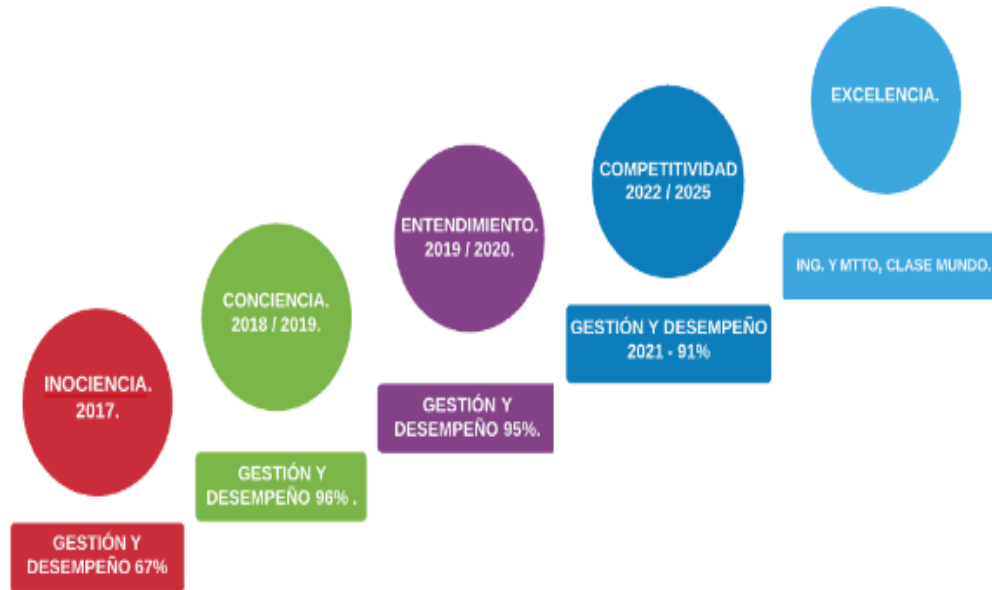 INOCIENCIA.
2017.
GESTIÓN Y
DESEMPEÑO 67%
CONCIENCIA.
2018 / 2019.
GESTIÓN Y
DESEMPEÑO 96% .
ENTENDIMIENTO.
2019 / 2020.
GESTIÓN Y
DESEMPEÑO 95%.
COMPETITIVIDAD
2022 / 2025
GESTIÓN Y DESEMPEÑO
2021 - 91%
EXCELENCIA.
ING. Y MTTO, CLASE MUNDO.